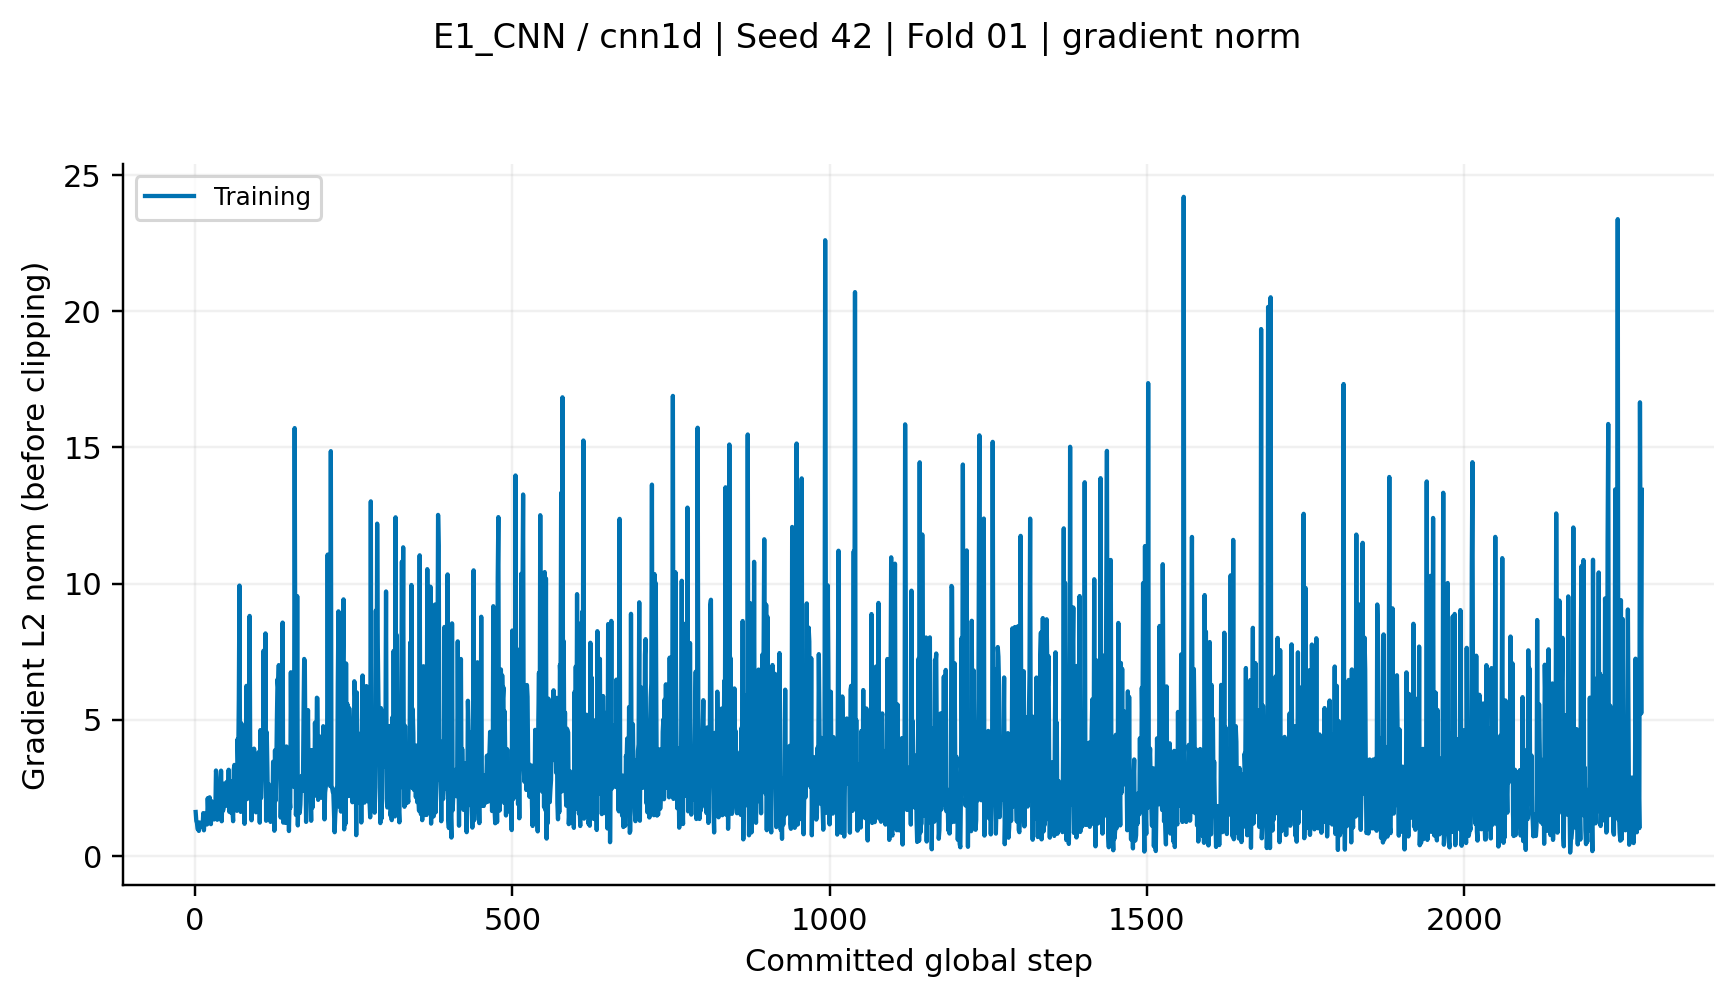 E1_CNN / cnn1d | Seed 42 | Fold 01 | gradient norm
Training
Gradient L2 norm (before clipping)
25
20
15
10
5
0
0 500 1000 1500 2000
Committed global step